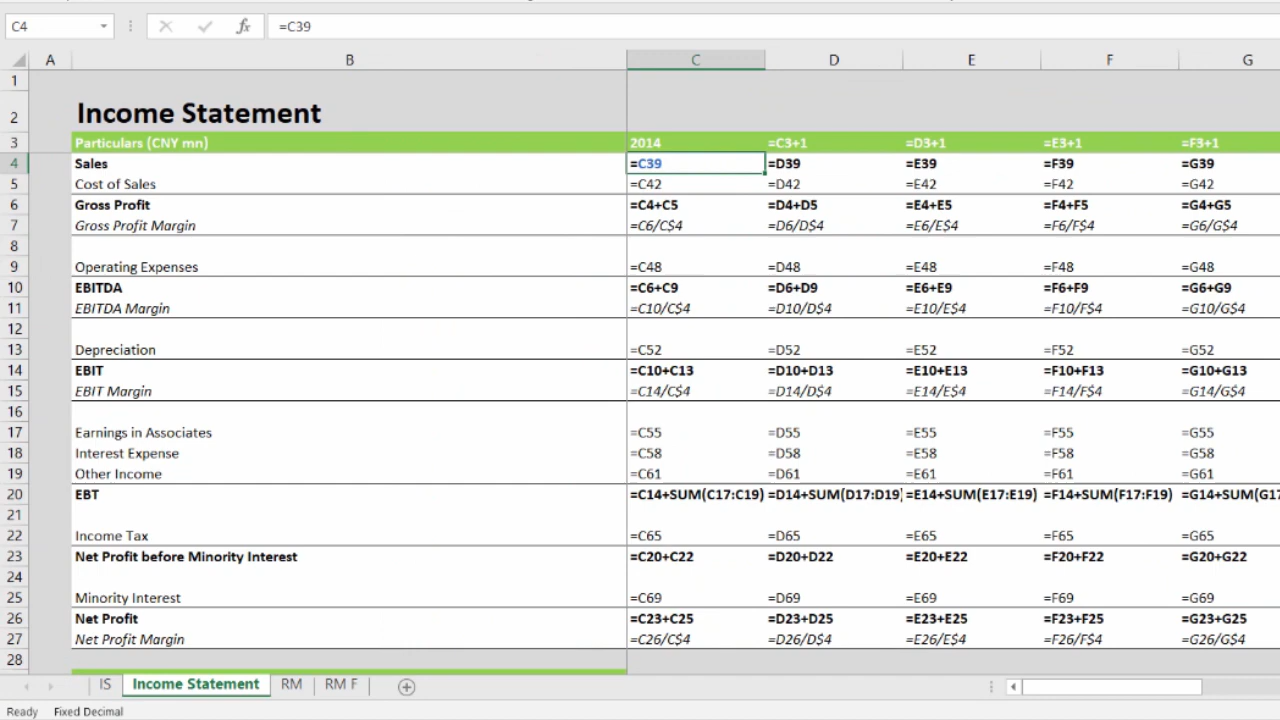 C4 fx =C39
A B C D E F G
1
2 Income Statement
3 Particulars (CNY mn) 2014 =C3+1 =D3+1 =E3+1 =F3+1
4 Sales =C39 =D39 =E39 =F39 =G39
5 Cost of Sales =C42 =D42 =E42 =F42 =G42
6 Gross Profit =C4+C5 =D4+D5 =E4+E5 =F4+F5 =G4+G5
7 Gross Profit Margin =C6/C$4 =D6/D$4 =E6/E$4 =F6/F$4 =G6/G$4
8
9 Operating Expenses =C48 =D48 =E48 =F48 =G48
10 EBITDA =C6+C9 =D6+D9 =E6+E9 =F6+F9 =G6+G9
11 EBITDA Margin =C10/C$4 =D10/D$4 =E10/E$4 =F10/F$4 =G10/G$4
12
13 Depreciation =C52 =D52 =E52 =F52 =G52
14 EBIT =C10+C13 =D10+D13 =E10+E13 =F10+F13 =G10+G13
15 EBIT Margin =C14/C$4 =D14/D$4 =E14/E$4 =F14/F$4 =G14/G$4
16
17 Earnings in Associates =C55 =D55 =E55 =F55 =G55
18 Interest Expense =C58 =D58 =E58 =F58 =G58
19 Other Income =C61 =D61 =E61 =F61 =G61
20 EBT =C14+SUM(C17:C19) =D14+SUM(D17:D19) =E14+SUM(E17:E19) =F14+SUM(F17:F19) =G14+SUM(G17
21
22 Income Tax =C65 =D65 =E65 =F65 =G65
23 Net Profit before Minority Interest =C20+C22 =D20+D22 =E20+E22 =F20+F22 =G20+G22
24
25 Minority Interest =C69 =D69 =E69 =F69 =G69
26 Net Profit =C23+C25 =D23+D25 =E23+E25 =F23+F25 =G23+G25
27 Net Profit Margin =C26/C$4 =D26/D$4 =E26/E$4 =F26/F$4 =G26/G$4
28
IS Income Statement RM RM F
Ready Fixed Decimal